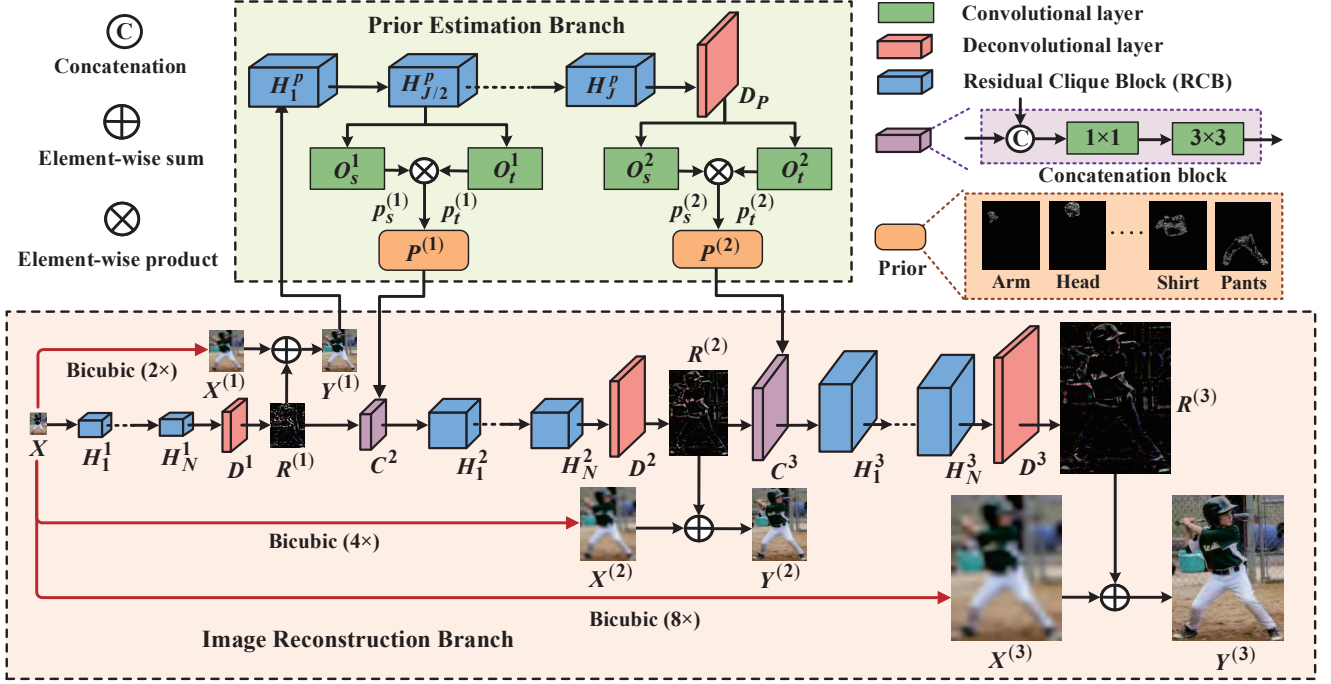 C
Concatenation
Element-wise sum
Element-wise product
Prior Estimation Branch
H_1^p
H_{J/2}^p
H_J^p
D_P
O_s^1
O_t^1
O_s^2
O_t^2
p_s^{(1)}
p_t^{(1)}
p_s^{(2)}
p_t^{(2)}
P^{(1)}
P^{(2)}
Convolutional layer
Deconvolutional layer
Residual Clique Block (RCB)
C
1×1
3×3
Concatenation block
Prior
Arm
Head
....
Shirt
Pants
Bicubic (2×)
X^{(1)}
Y^{(1)}
R^{(2)}
R^{(3)}
X
H_1^1
H_N^1
D^1
R^{(1)}
C^2
H_1^2
H_N^2
D^2
C^3
H_1^3
H_N^3
D^3
Bicubic (4×)
X^{(2)}
Y^{(2)}
Bicubic (8×)
Image Reconstruction Branch
X^{(3)}
Y^{(3)}